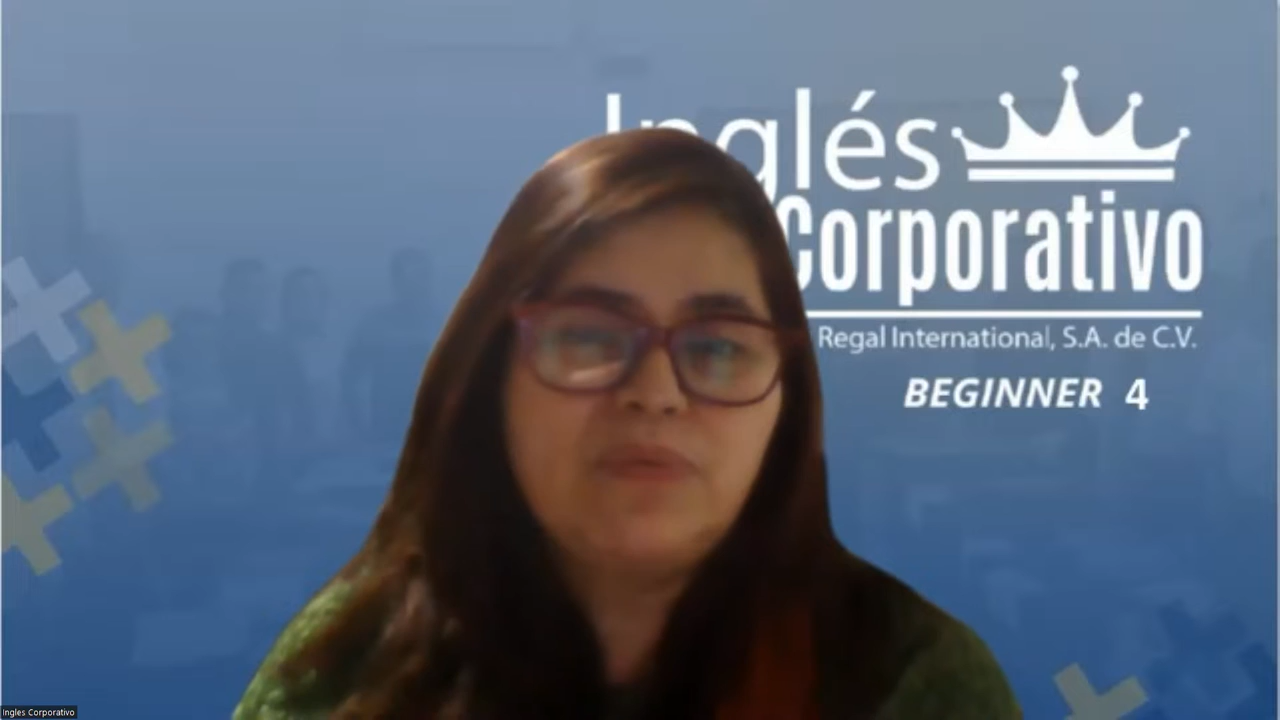 Inglés
Corporativo
Regal International, S.A. de C.V.
BEGINNER 4
Ingles Corporativo